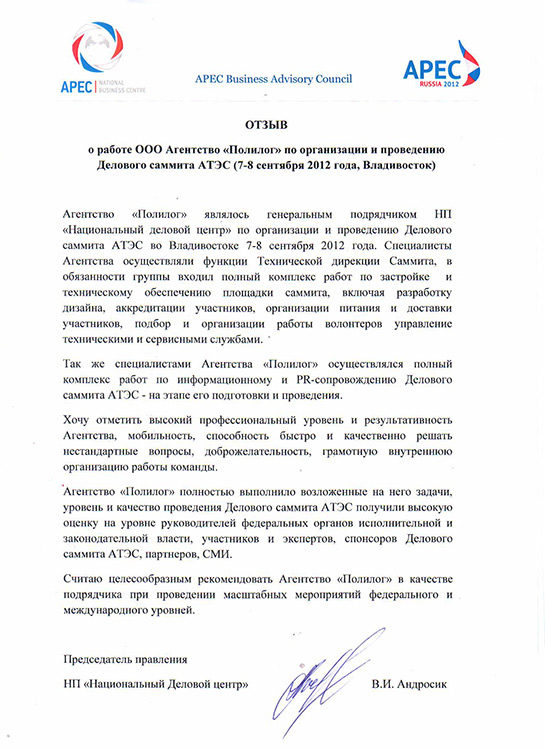 APEC | NATIONAL BUSINESS CENTRE
APEC Business Advisory Council
APEC
RUSSIA 2012
ОТЗЫВ
о работе ООО Агентство «Полилог» по организации и проведению
Делового саммита АТЭС (7-8 сентября 2012 года, Владивосток)
Агентство «Полилог» являлось генеральным подрядчиком НП
«Национальный деловой центр» по организации и проведению Делового
саммита АТЭС во Владивостоке 7-8 сентября 2012 года. Специалисты
Агентства осуществляли функции Технической дирекции Саммита, в
обязанности группы входил полный комплекс работ по застройке и
техническому обеспечению площадки саммита, включая разработку
дизайна, аккредитации участников, организации питания и доставки
участников, подбор и организации работы волонтеров управление
техническими и сервисными службами.
Так же специалистами Агентства «Полилог» осуществлялся полный
комплекс работ по информационному и PR-сопровождению Делового
саммита АТЭС - на этапе его подготовки и проведения.
Хочу отметить высокий профессиональный уровень и результативность
Агентства, мобильность, способность быстро и качественно решать
нестандартные вопросы, доброжелательность, грамотную внутреннюю
организацию работы команды.
Агентство «Полилог» полностью выполнило возложенные на него задачи,
уровень и качество проведения Делового саммита АТЭС получили высокую
оценку на уровне руководителей федеральных органов исполнительной и
законодательной власти, участников и экспертов, спонсоров Делового
саммита АТЭС, партнеров, СМИ.
Считаю целесообразным рекомендовать Агентство «Полилог» в качестве
подрядчика при проведении масштабных мероприятий федерального и
международного уровней.
Председатель правления
НП «Национальный Деловой центр» В.И. Андросик